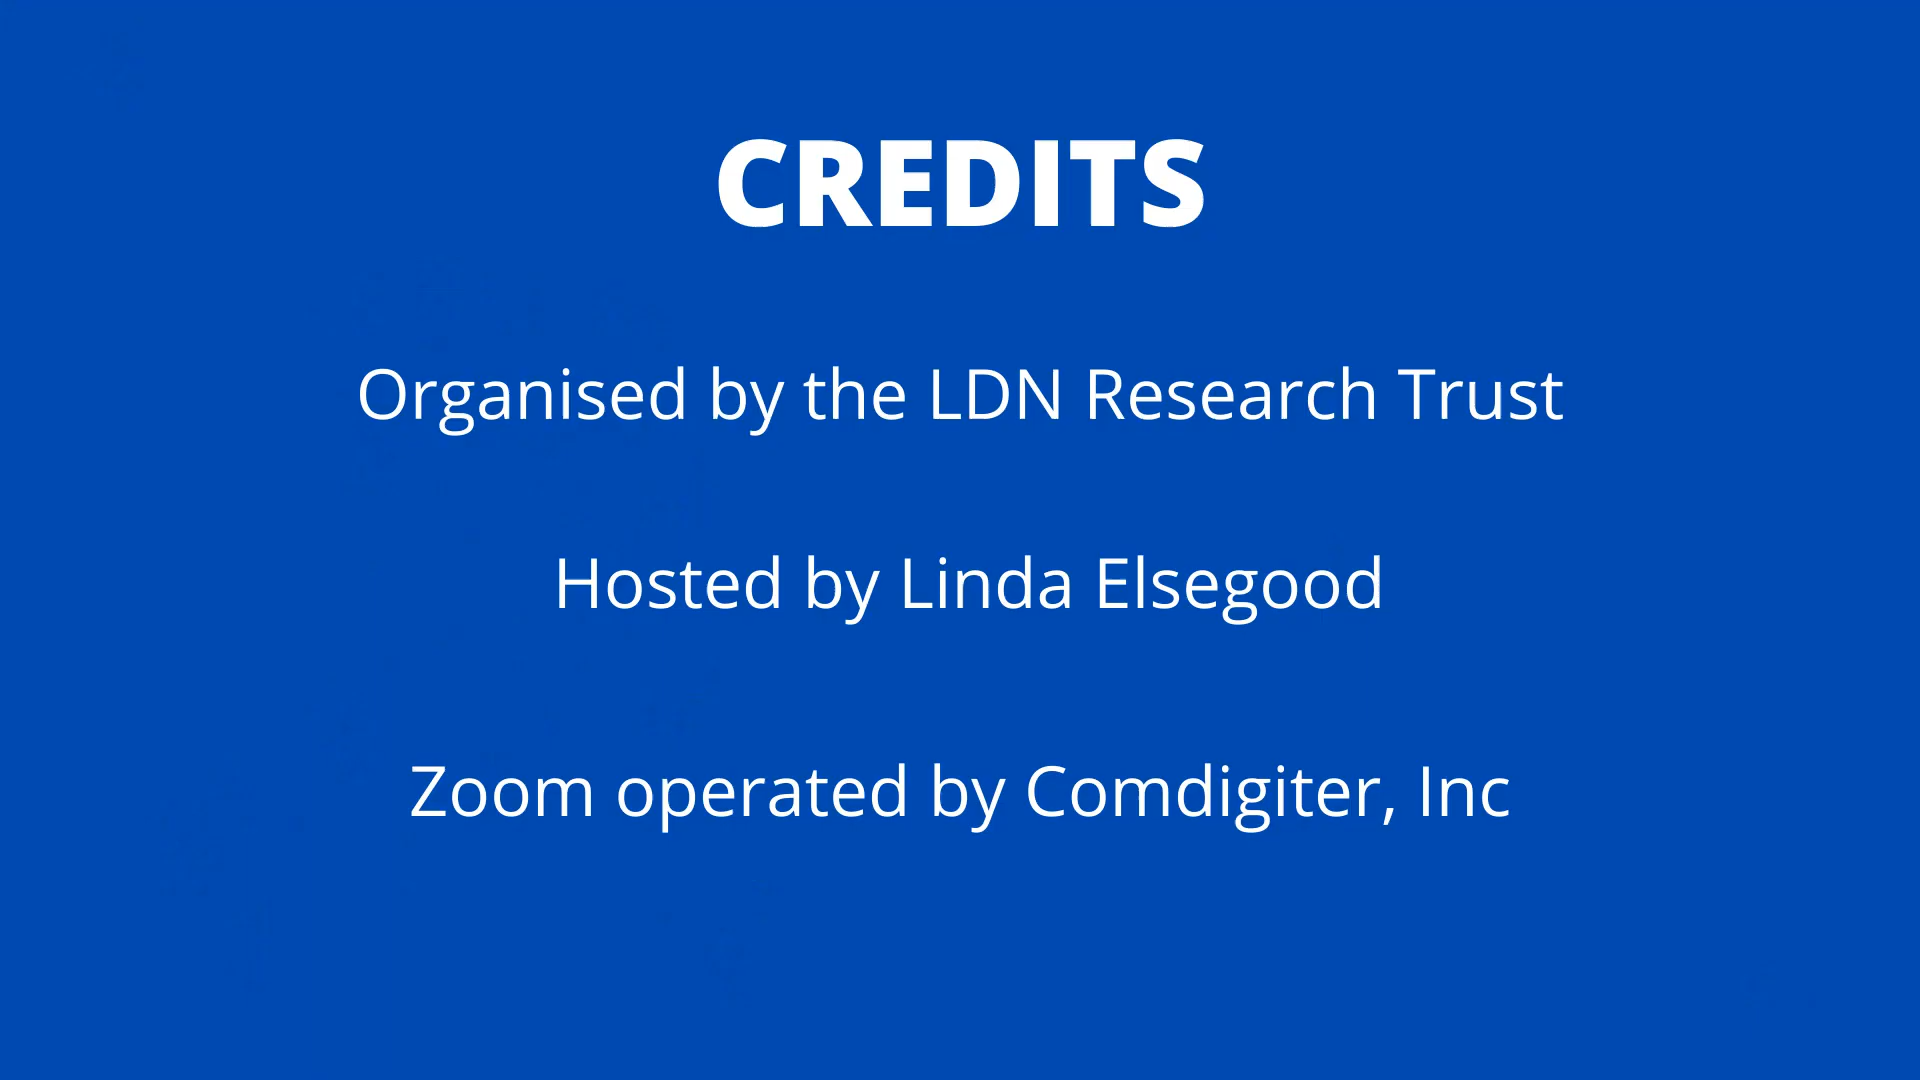 CREDITS
Organised by the LDN Research Trust
Hosted by Linda Elsegood
Zoom operated by Comdigiter, Inc